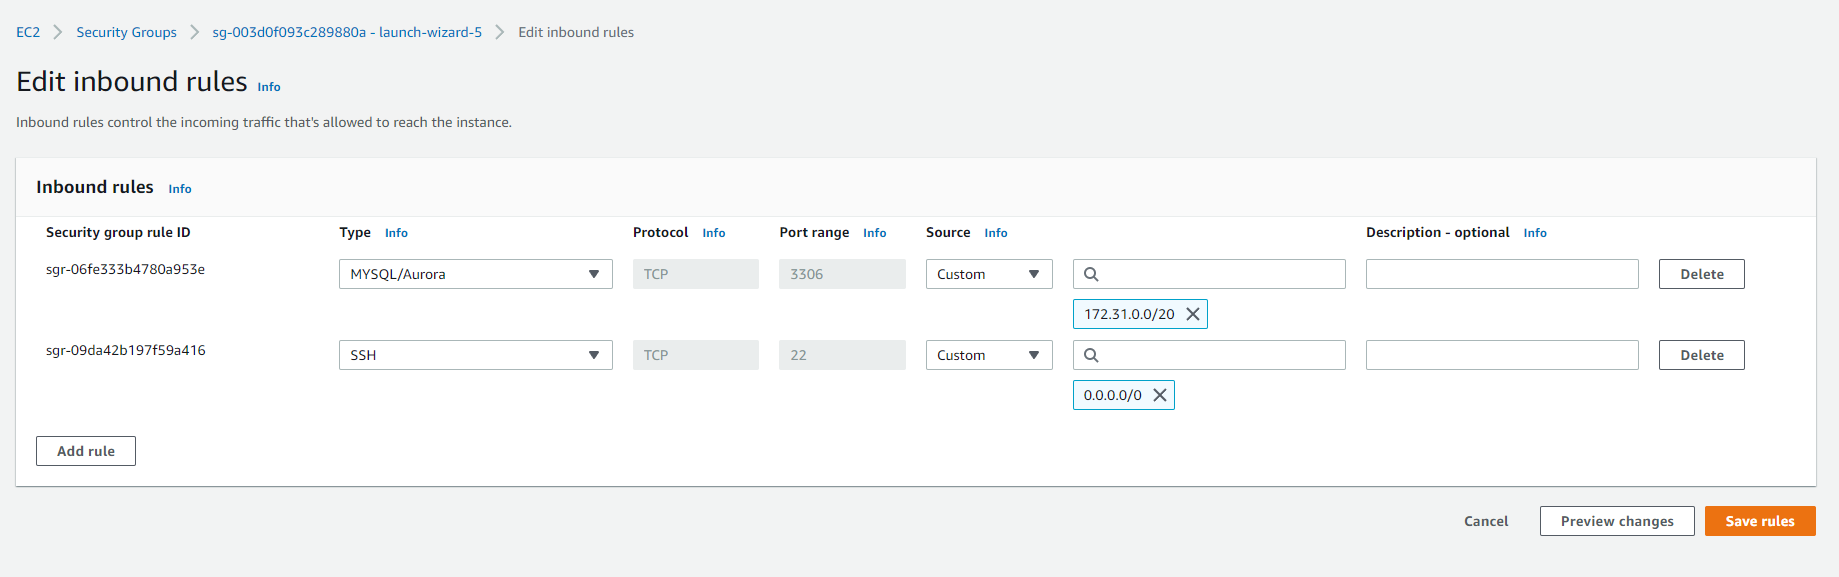 EC2 > Security Groups > sg-003d0f093c289880a - launch-wizard-5 > Edit inbound rules
Edit inbound rules Info
Inbound rules control the incoming traffic that's allowed to reach the instance.
Inbound rules Info
Security group rule ID Type Info Protocol Info Port range Info Source Info Description - optional Info
sgr-06fe333b4780a953e MYSQL/Aurora TCP 3306 Custom Delete
172.31.0.0/20
sgr-09da42b197f59a416 SSH TCP 22 Custom Delete
0.0.0.0/0
Add rule
Cancel Preview changes Save rules